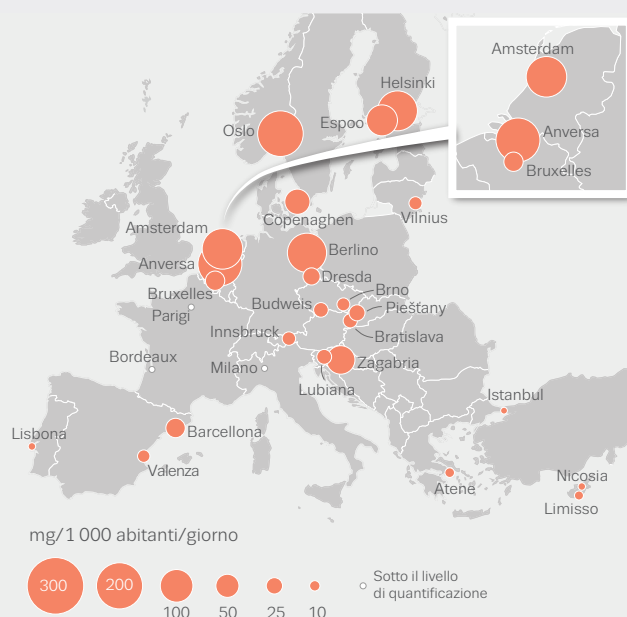 Amsterdam
Helsinki
Espoo
Oslo
Anversa
Bruxelles
Copenaghen
Vilnius
Amsterdam
Anversa
Berlino
Dresda
Bruxelles
Parigi
Budweis
Brno
Piešťany
Innsbruck
Bratislava
Bordeaux
Milano
Zagabria
Lubiana
Istanbul
Lisbona
Barcellona
Valenza
Atene
Nicosia
Limisso
mg/1 000 abitanti/giorno
300
200
100
50
25
10
Sotto il livello
di quantificazione